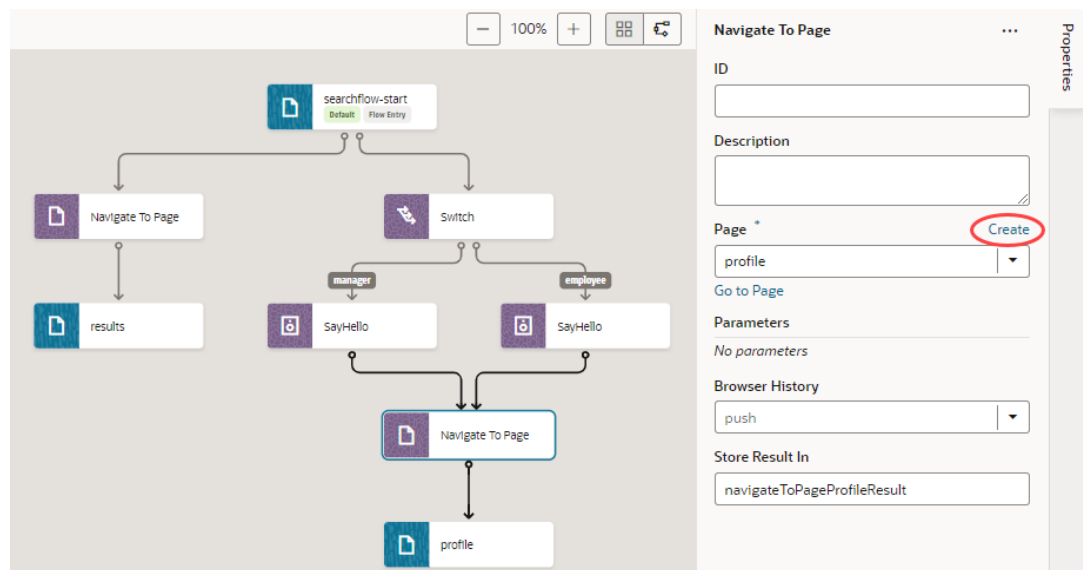 100%
searchflow-start
Default Flow Entry
Navigate To Page
Switch
manager
employee
results
SayHello
SayHello
Navigate To Page
profile
Navigate To Page
Properties
ID
Description
Page *
Create
profile
Go to Page
Parameters
No parameters
Browser History
push
Store Result In
navigateToPageProfileResult